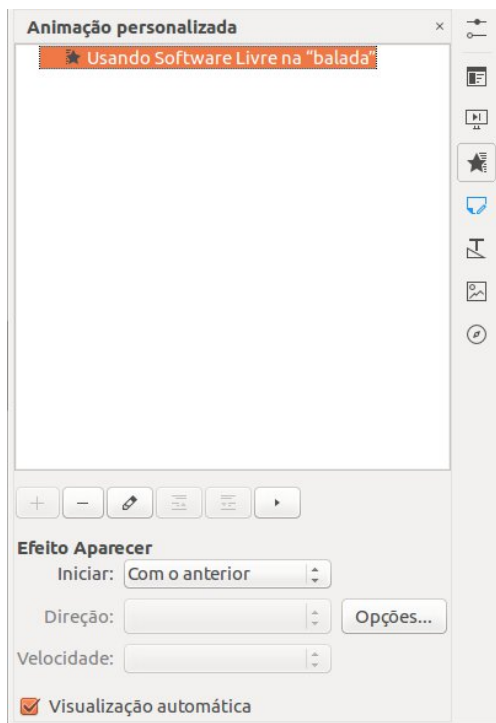 Animação personalizada
Usando Software Livre na “balada”
Efeito Aparecer
Iniciar: Com o anterior
Direção: Opções...
Velocidade:
Visualização automática